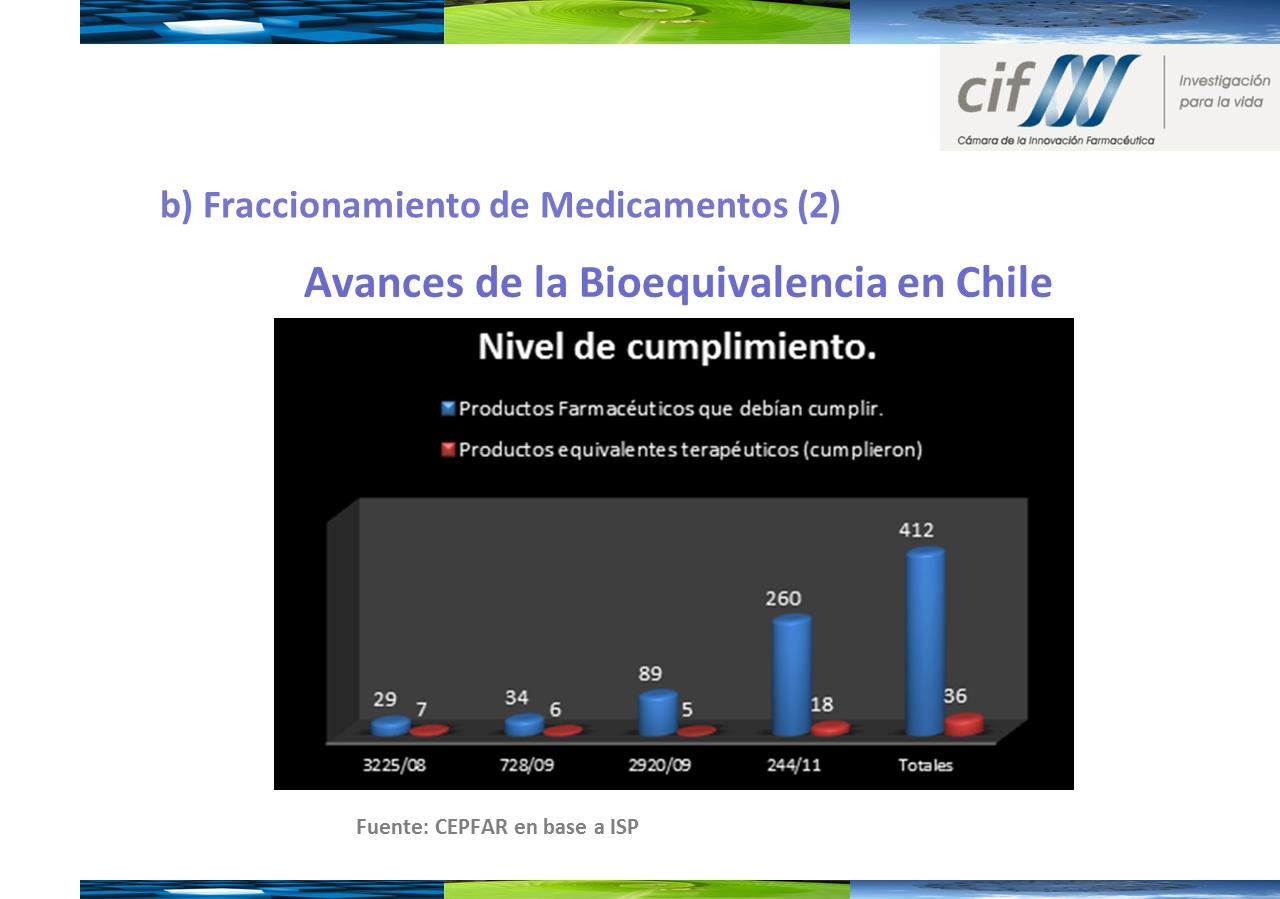 cif
Investigación
para la vida
Cámara de la Innovación Farmacéutica
b) Fraccionamiento de Medicamentos (2)
Avances de la Bioequivalencia en Chile
Nivel de cumplimiento.
Productos Farmacéuticos que debían cumplir.
Productos equivalentes terapéuticos (cumplieron)
412
260
89
29
34
36
7
6
5
18
3225/08
728/09
2920/09
244/11
Totales
Fuente: CEPFAR en base a ISP